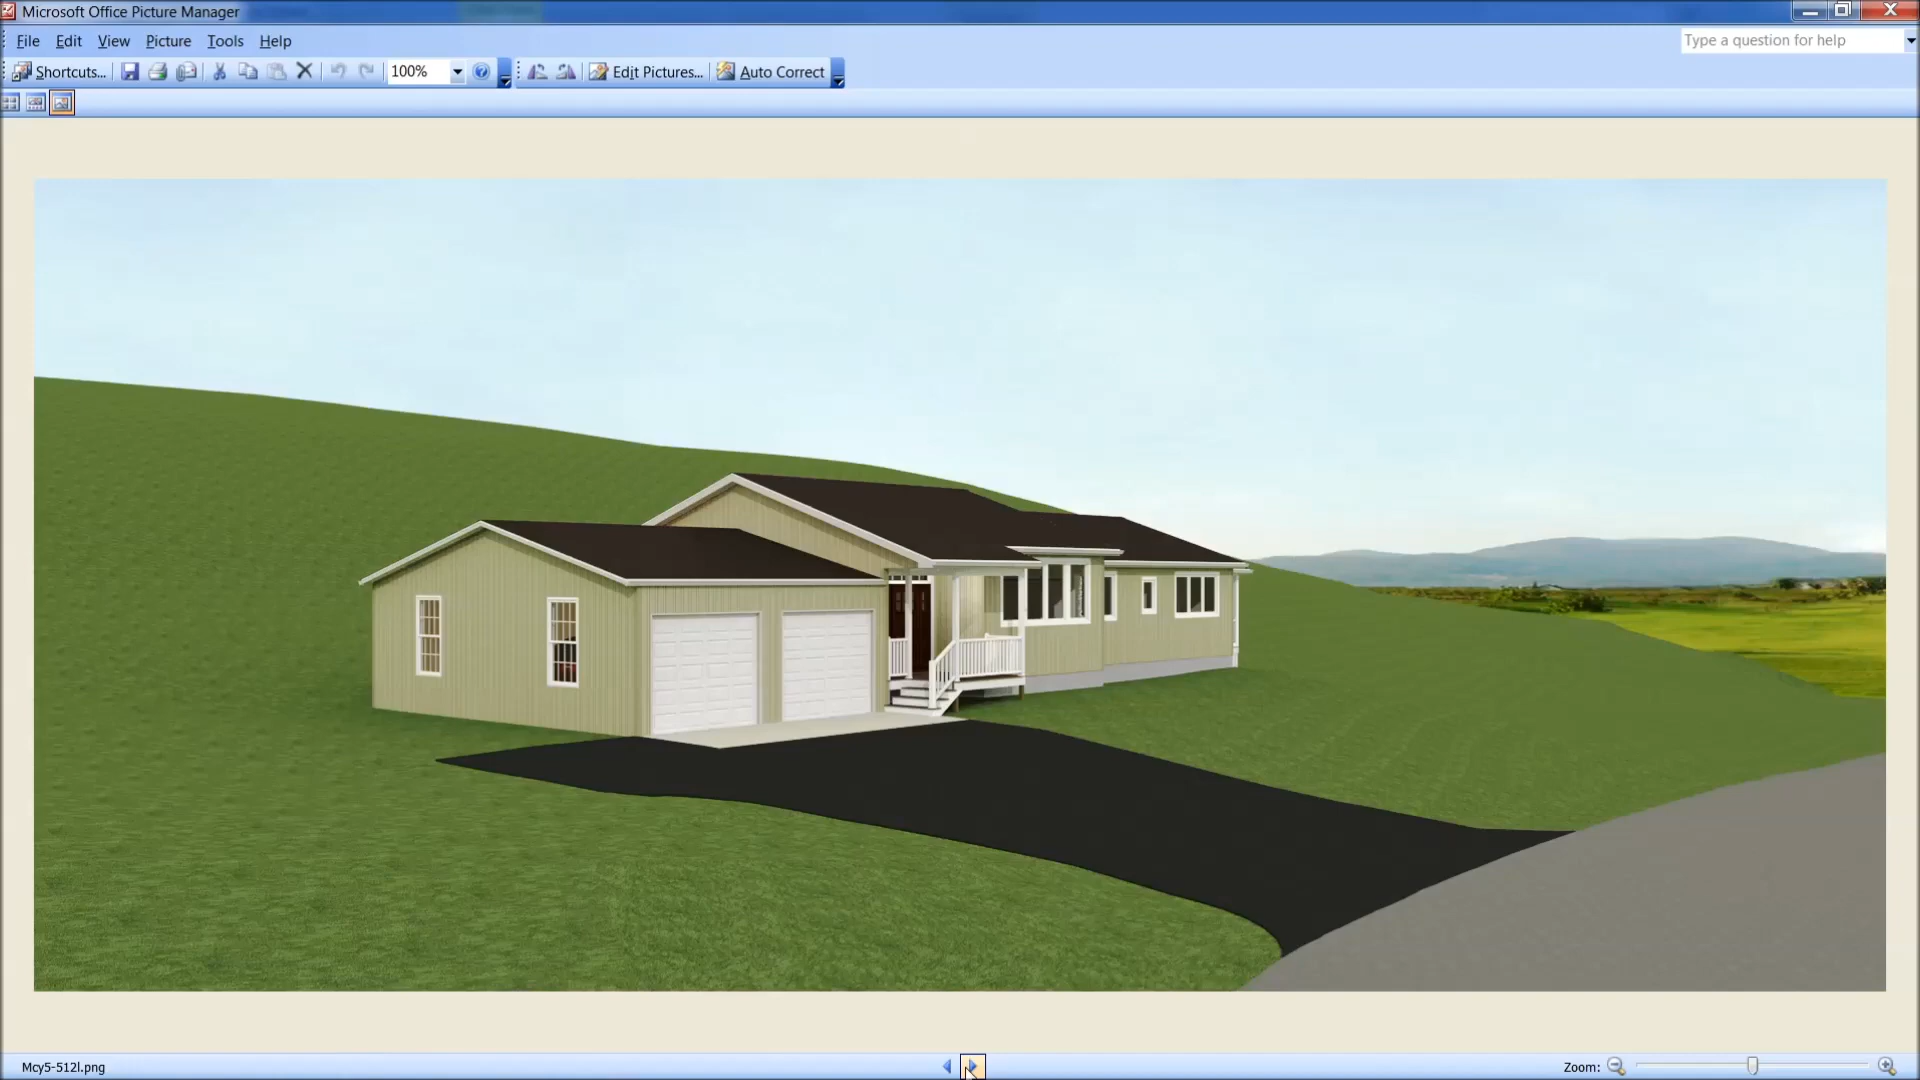 Microsoft Office Picture Manager
File Edit View Picture Tools Help
Type a question for help
Shortcuts... 100% Edit Pictures... Auto Correct
Mcy5-512l.png
Zoom: